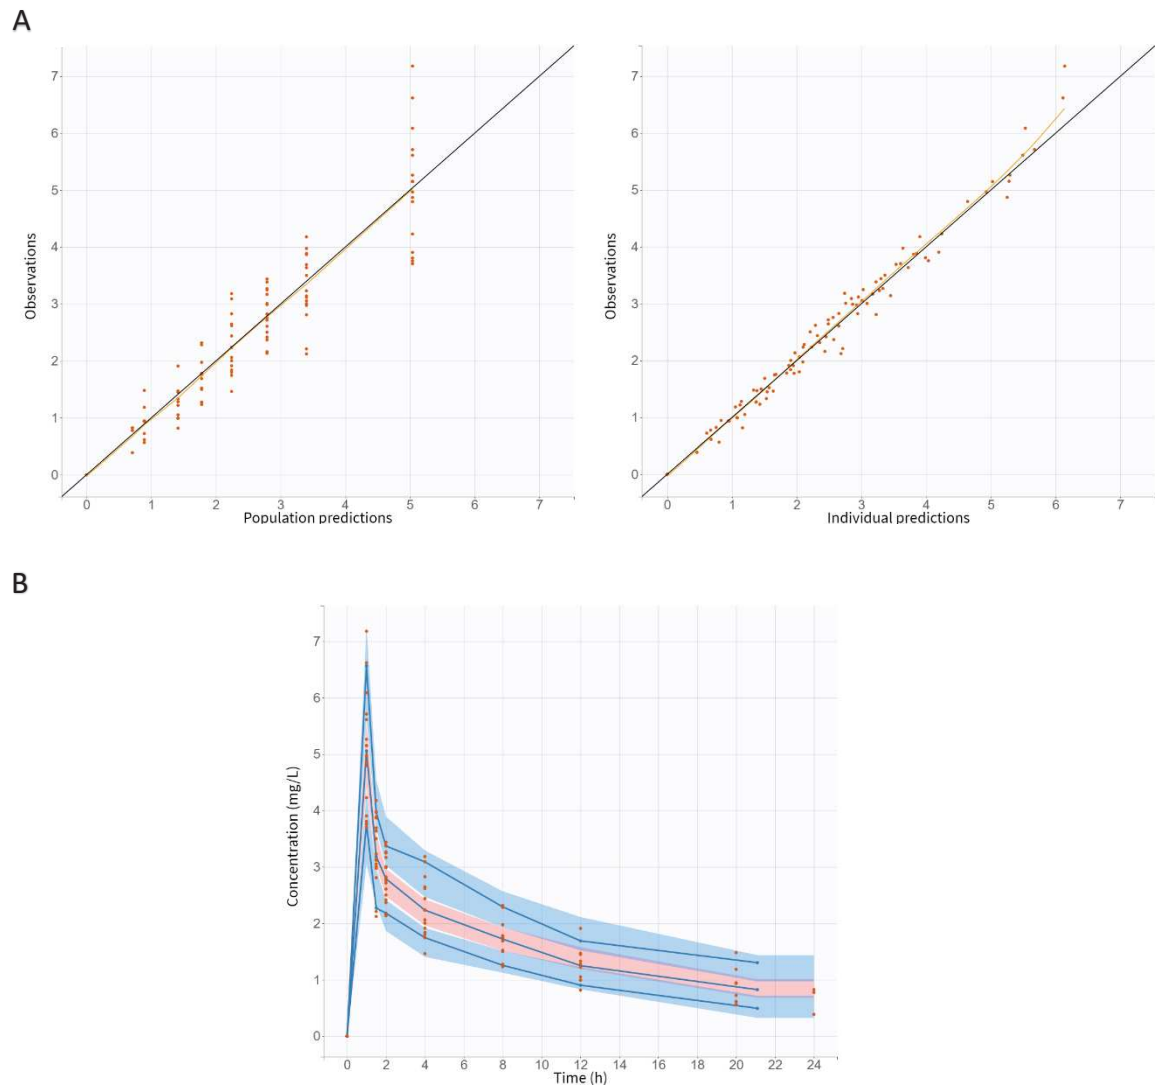 A
7
6
5
4
3
2
1
0
Observations
0 1 2 3 4 5 6 7
Population predictions
7
6
5
4
3
2
1
0
Observations
0 1 2 3 4 5 6 7
Individual predictions
B
7
6
5
4
3
2
1
0
Concentration (mg/L)
0 2 4 6 8 10 12 14 16 18 20 22 24
Time (h)